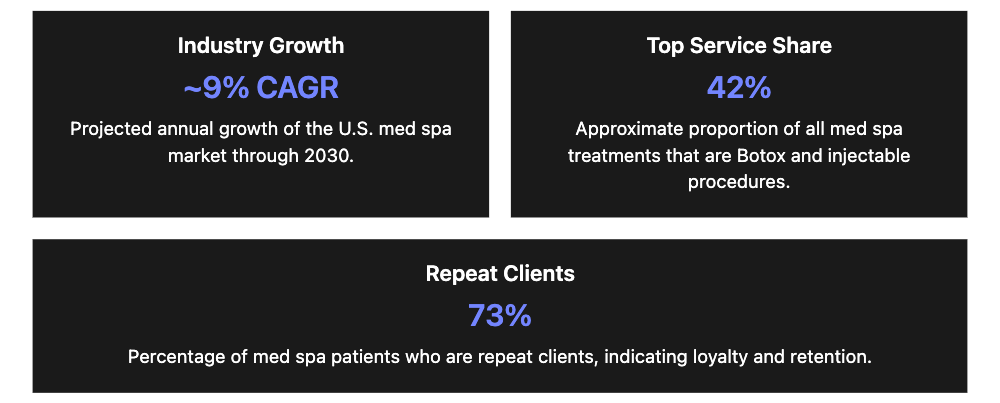 Industry Growth
~9% CAGR
Projected annual growth of the U.S. med spa
market through 2030.
Top Service Share
42%
Approximate proportion of all med spa
treatments that are Botox and injectable
procedures.
Repeat Clients
73%
Percentage of med spa patients who are repeat clients, indicating loyalty and retention.